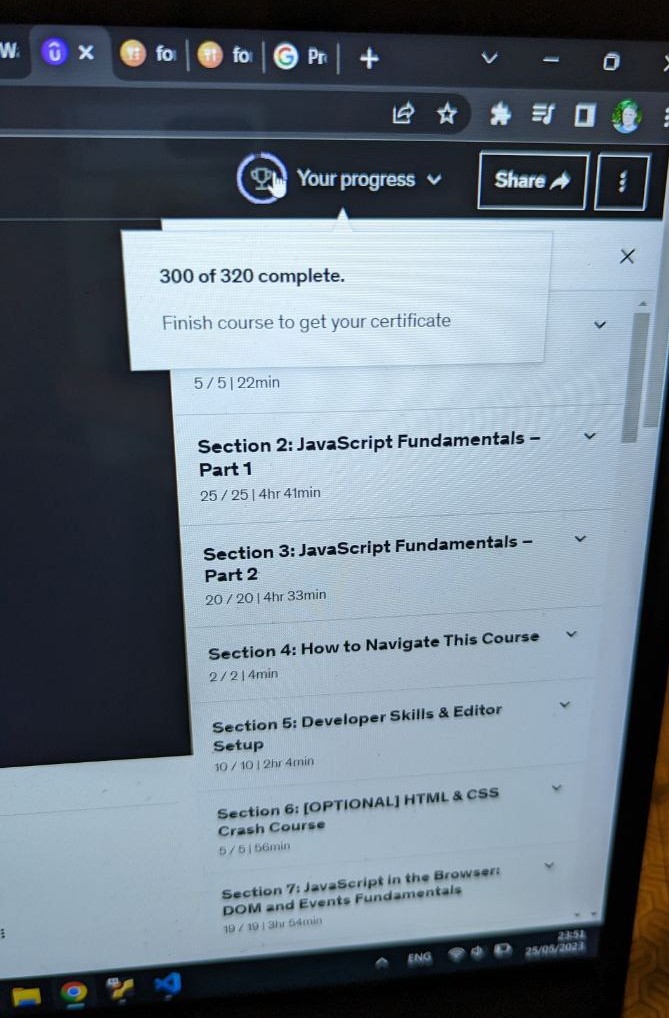 W.
fo
fo
Pr
Your progress
Share
300 of 320 complete.
Finish course to get your certificate
5 / 5 | 22min
Section 2: JavaScript Fundamentals –
Part 1
25 / 25 | 4hr 41min
Section 3: JavaScript Fundamentals –
Part 2
20 / 20 | 4hr 33min
Section 4: How to Navigate This Course
2 / 2 | 4min
Section 5: Developer Skills & Editor
Setup
10 / 10 | 2hr 4min
Section 6: [OPTIONAL] HTML & CSS
Crash Course
5 / 5 | 56min
Section 7: JavaScript in the Browser:
DOM and Events Fundamentals
19 / 19 | 3hr 54min
ENG
23:51
25/05/2023